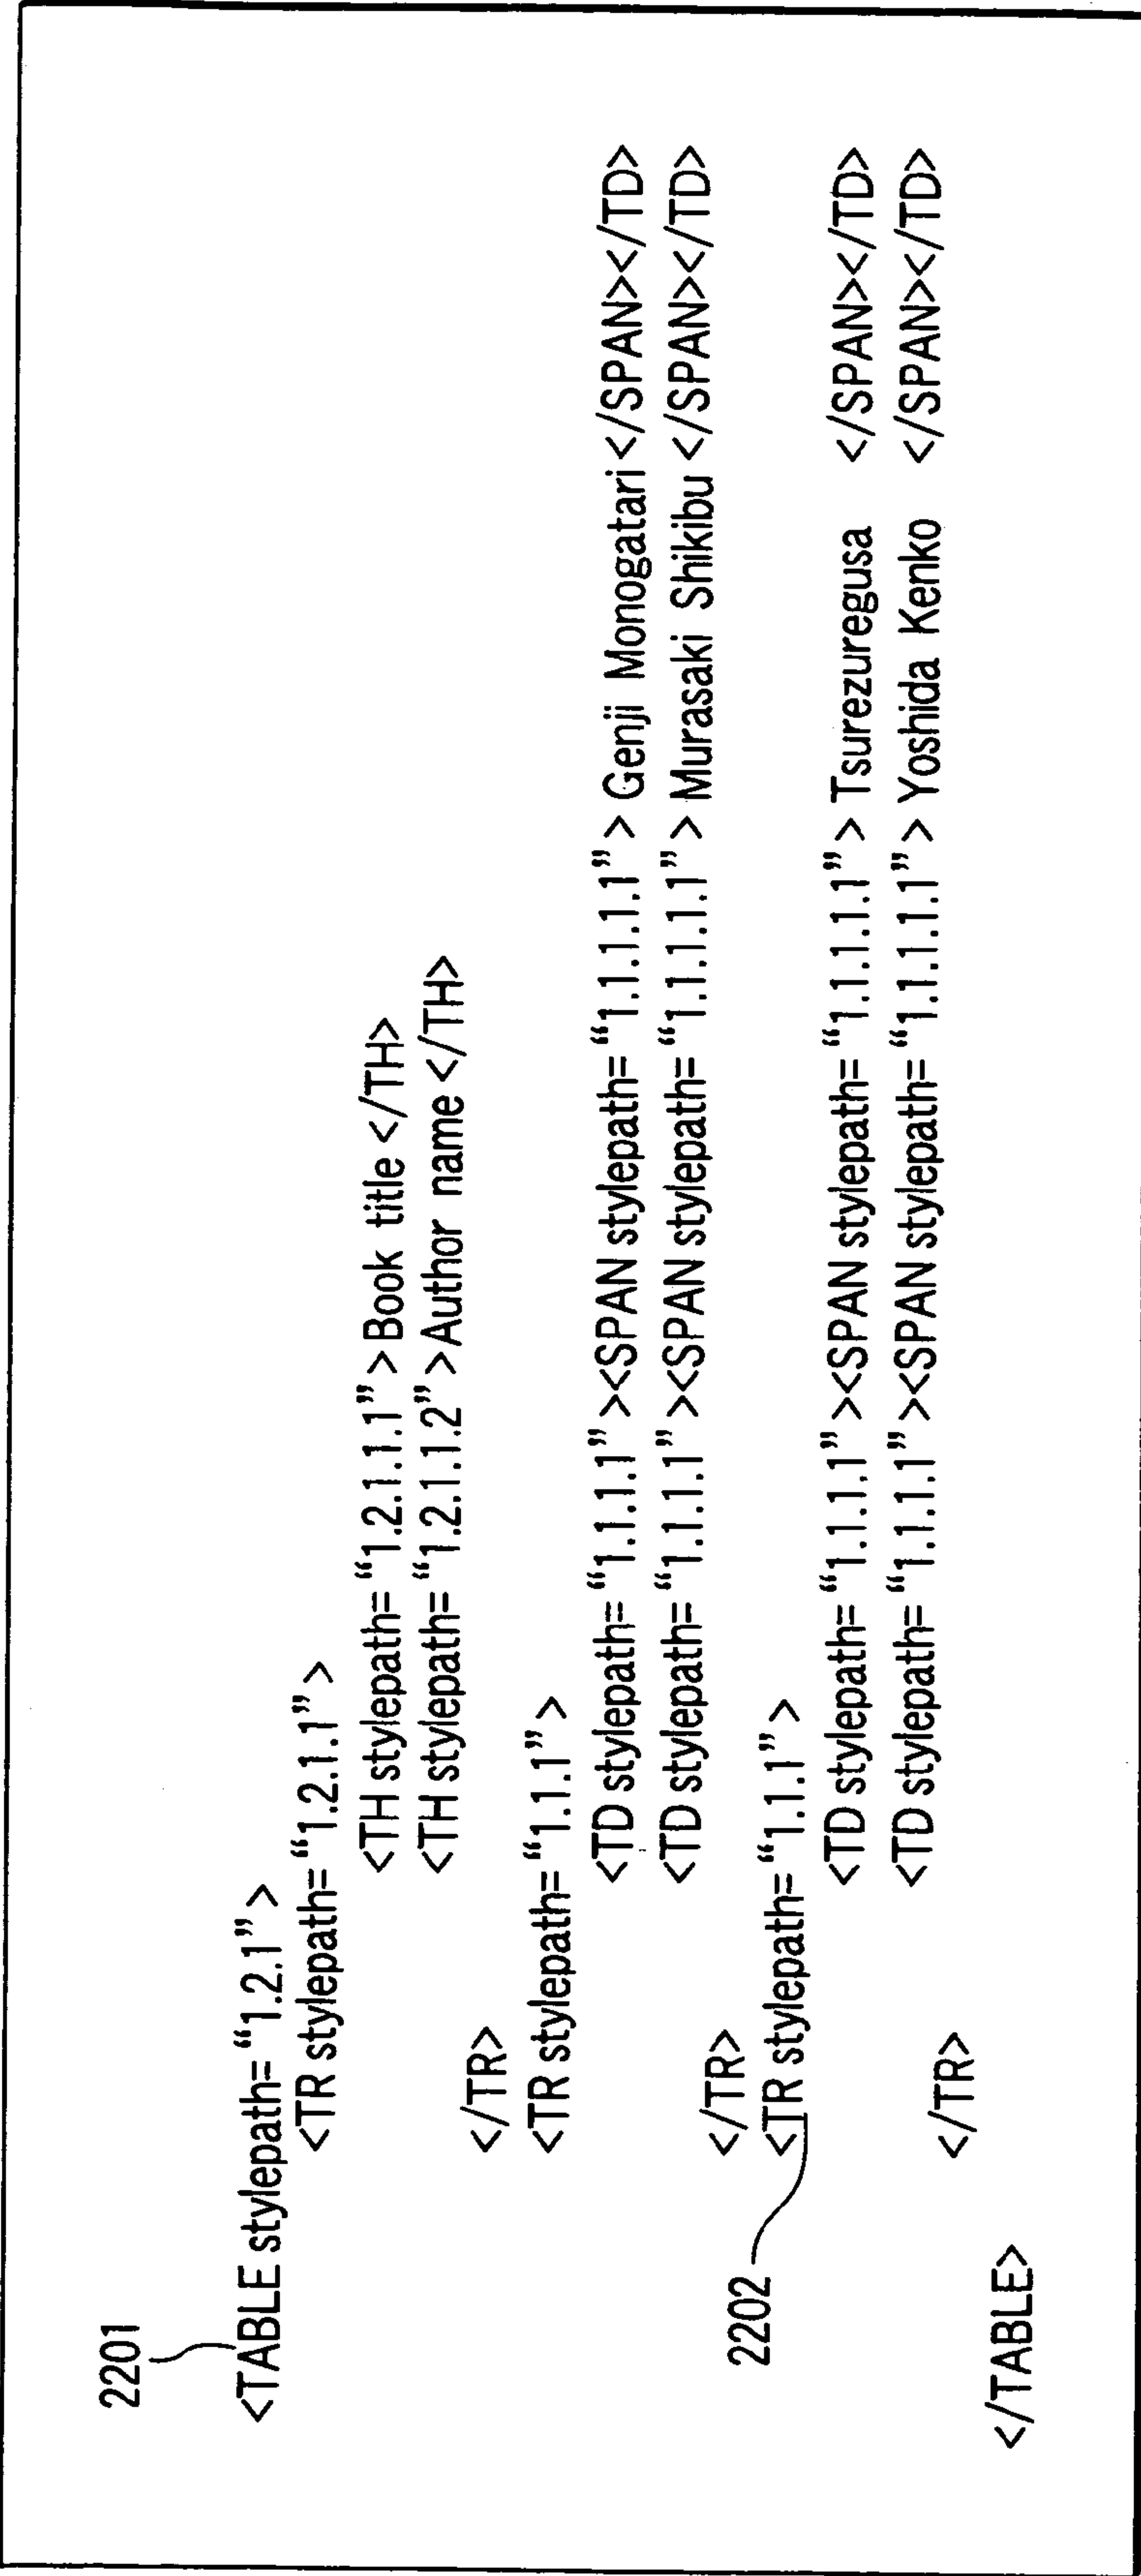 2201
<TABLE stylepath=“1.2.1”>
<TR stylepath=“1.2.1.1”>
<TH stylepath=“1.2.1.1.1”>Book title </TH>
<TH stylepath=“1.2.1.1.2”>Author name </TH>
</TR>
<TR stylepath=“1.1.1”>
<TD stylepath=“1.1.1.1”><SPAN stylepath=“1.1.1.1.1”> Genji Monogatari </SPAN></TD>
<TD stylepath=“1.1.1.1”><SPAN stylepath=“1.1.1.1.1”> Murasaki Shikibu </SPAN></TD>
</TR>
2202 <TR stylepath=“1.1.1”>
<TD stylepath=“1.1.1.1”><SPAN stylepath=“1.1.1.1.1”> Tsurezuregusa </SPAN></TD>
<TD stylepath=“1.1.1.1”><SPAN stylepath=“1.1.1.1.1”> Yoshida Kenko </SPAN></TD>
</TR>
</TABLE>